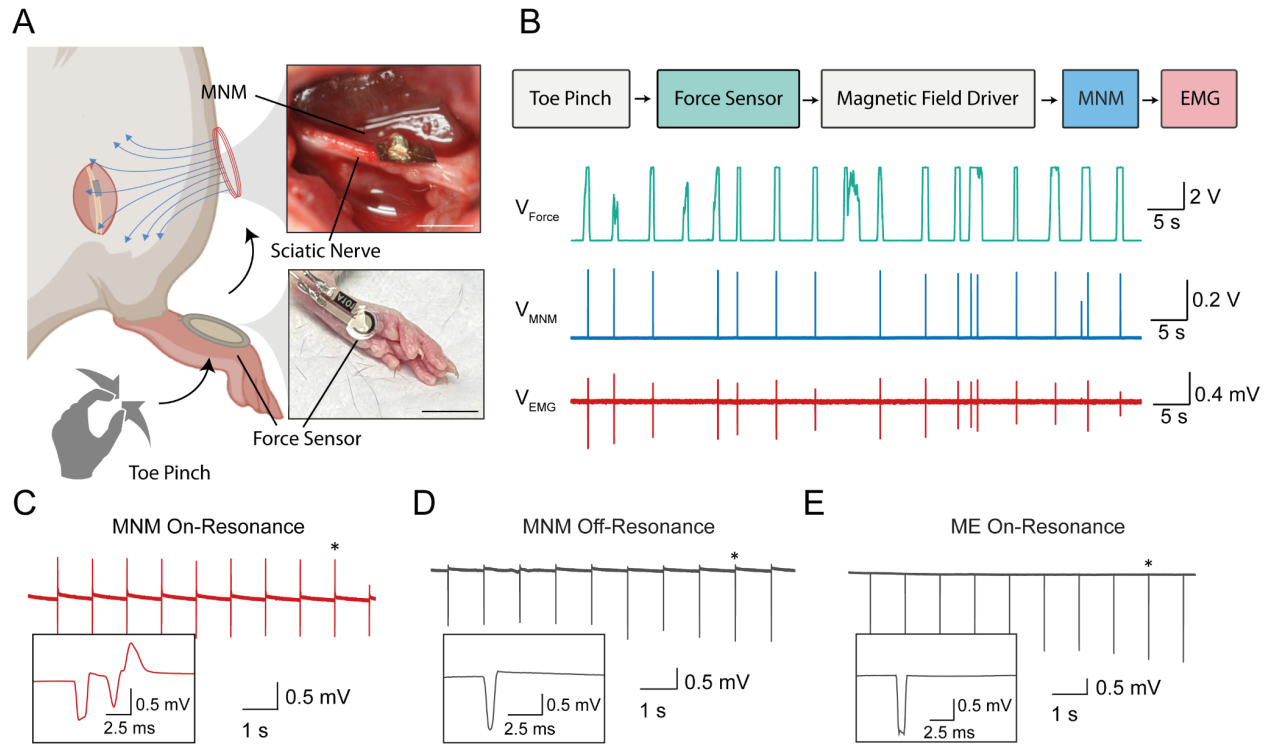 A
MNM
Sciatic Nerve
Force Sensor
Toe Pinch
B
Toe Pinch
Force Sensor
Magnetic Field Driver
MNM
EMG
V_Force
2 V
5 s
V_MNM
0.2 V
5 s
V_EMG
0.4 mV
5 s
C
MNM On-Resonance
*
0.5 mV
2.5 ms
0.5 mV
1 s
D
MNM Off-Resonance
*
0.5 mV
2.5 ms
0.5 mV
1 s
E
ME On-Resonance
*
0.5 mV
2.5 ms
0.5 mV
1 s